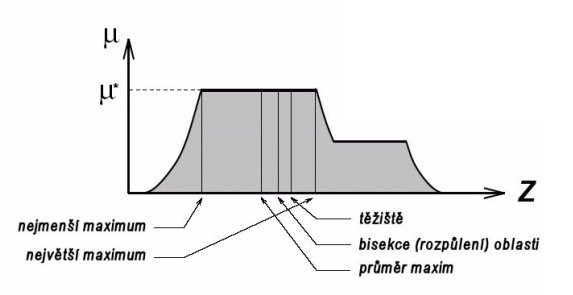 μ
μ*
Z
nejmenší maximum
největší maximum
těžiště
bisekce (rozpůlení) oblasti
průměr maxim